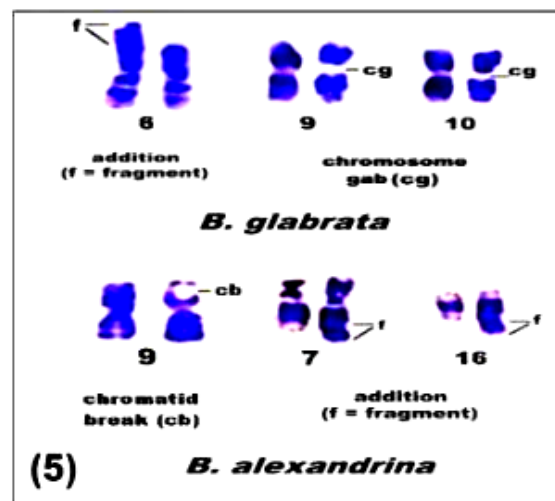 f
cg
cg
6
9
10
addition
(f = fragment)
chromosome
gab (cg)
B. glabrata
cb
f
f
9
7
16
chromatid
break (cb)
addition
(f = fragment)
(5)
B. alexandrina